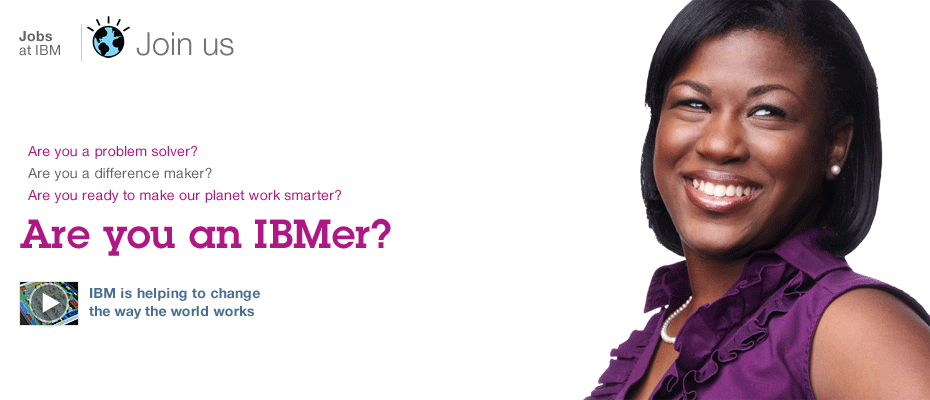 Jobs
at IBM
Join us
Are you a problem solver?
Are you a difference maker?
Are you ready to make our planet work smarter?
Are you an IBMer?
IBM is helping to change
the way the world works